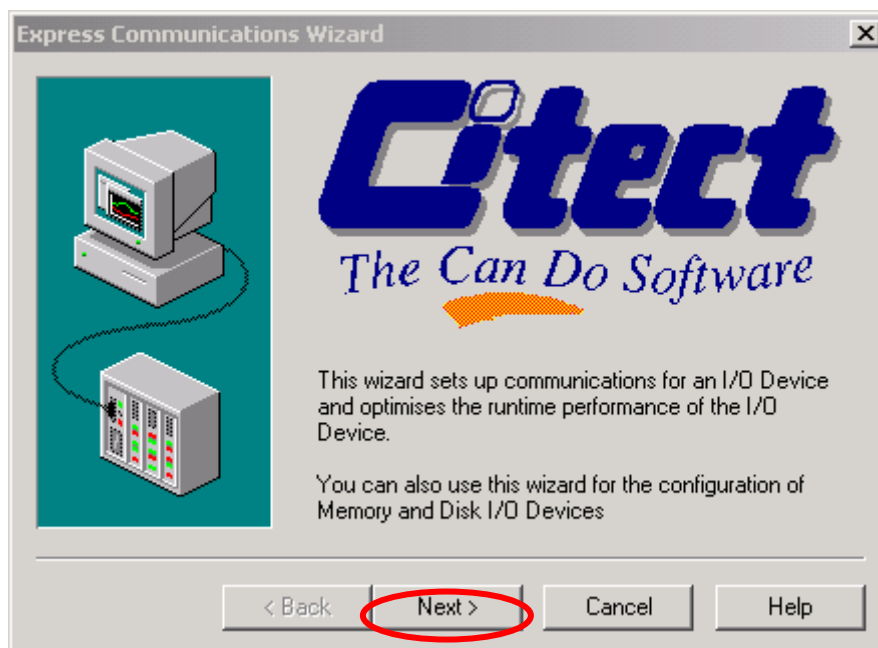 Express Communications Wizard
Citect
The Can Do Software
This wizard sets up communications for an I/O Device
and optimises the runtime performance of the I/O
Device.
You can also use this wizard for the configuration of
Memory and Disk I/O Devices
< Back
Next >
Cancel
Help